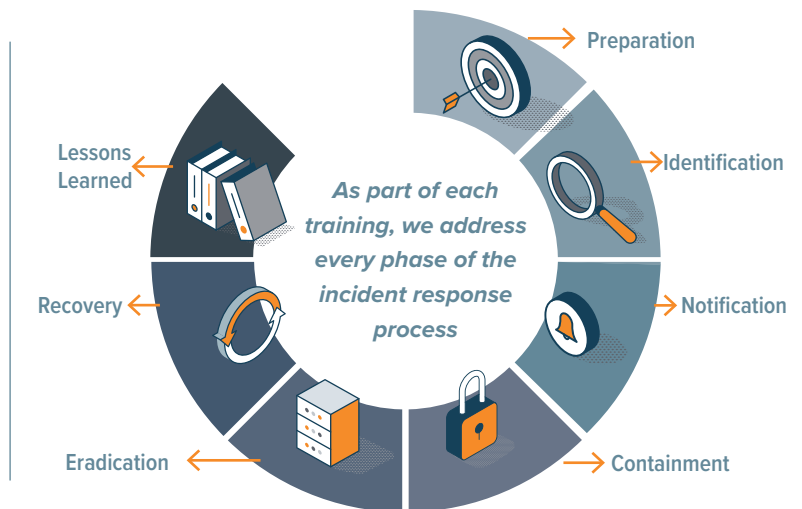 Preparation
Identification
Notification
Containment
Eradication
Recovery
Lessons
Learned
As part of each
training, we address
every phase of the
incident response
process